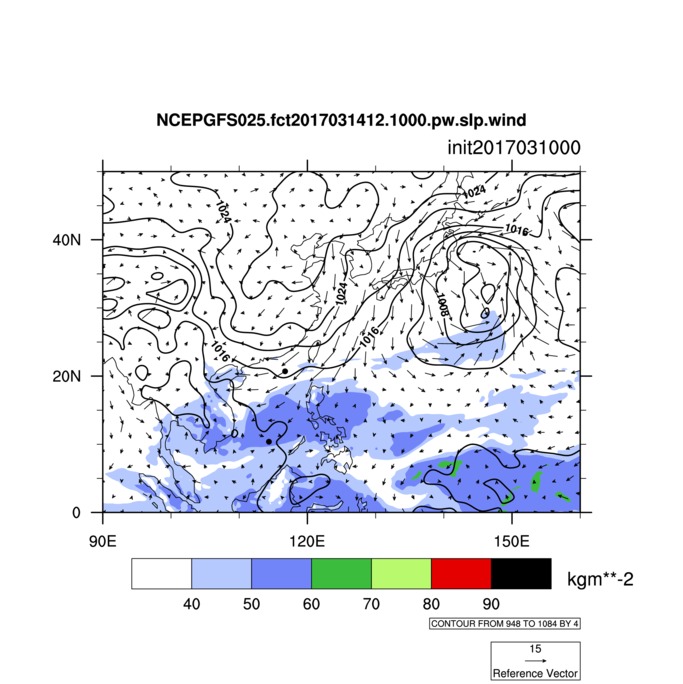 NCEPGFS025.fct2017031412.1000.pw.slp.wind
init2017031000
1024
1024
1016
40N
1024
1008
1016
1016
20N
0
90E 120E 150E
kgm**-2
40 50 60 70 80 90
CONTOUR FROM 948 TO 1084 BY 4
15
Reference Vector